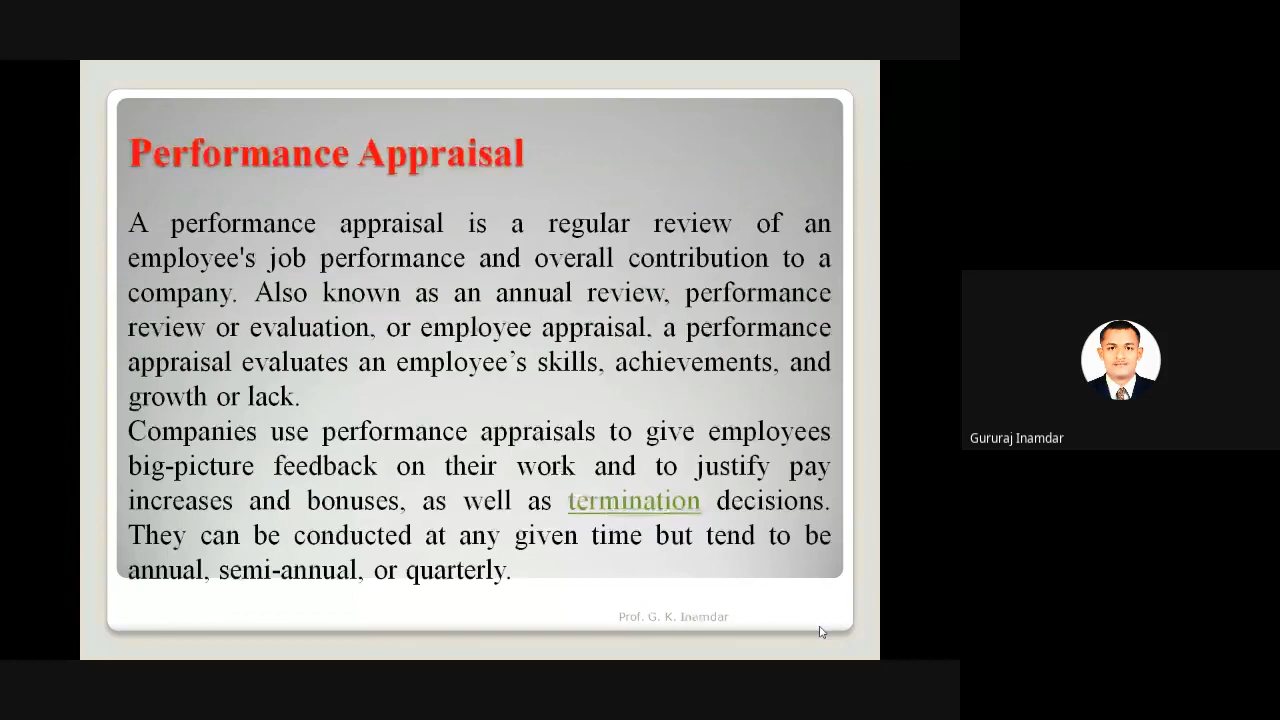 Performance Appraisal
A performance appraisal is a regular review of an
employee's job performance and overall contribution to a
company. Also known as an annual review, performance
review or evaluation, or employee appraisal, a performance
appraisal evaluates an employee’s skills, achievements, and
growth or lack.
Companies use performance appraisals to give employees
big-picture feedback on their work and to justify pay
increases and bonuses, as well as termination decisions.
They can be conducted at any given time but tend to be
annual, semi-annual, or quarterly.
Prof. G. K. Inamdar
Gururaj Inamdar